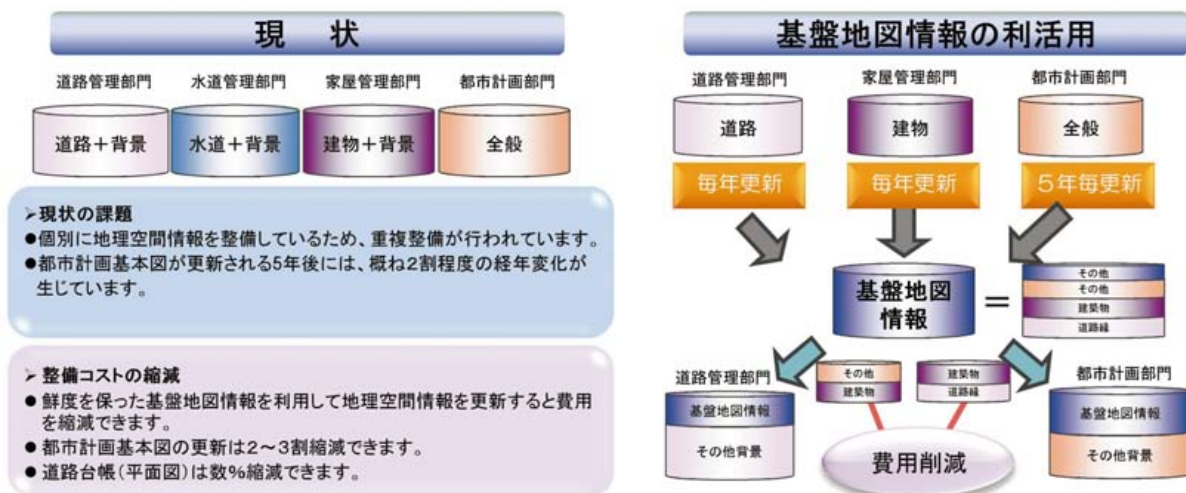 現　状
道路管理部門
水道管理部門
家屋管理部門
都市計画部門
道路＋背景
水道＋背景
建物＋背景
全般
➢現状の課題
●個別に地理空間情報を整備しているため、重複整備が行われています。
●都市計画基本図が更新される5年後には、概ね２割程度の経年変化が
生じています。
➢ 整備コストの縮減
● 鮮度を保った基盤地図情報を利用して地理空間情報を更新すると費用
を縮減できます。
● 都市計画基本図の更新は２～３割縮減できます。
● 道路台帳（平面図）は数％縮減できます。
基盤地図情報の利活用
道路管理部門
家屋管理部門
都市計画部門
道路
建物
全般
毎年更新
毎年更新
５年毎更新
基盤地図
情報
＝
その他
その他
建築物
道路縁
道路管理部門
その他
建築物
建築物
道路縁
都市計画部門
基盤地図情報
その他背景
費用削減
基盤地図情報
その他背景